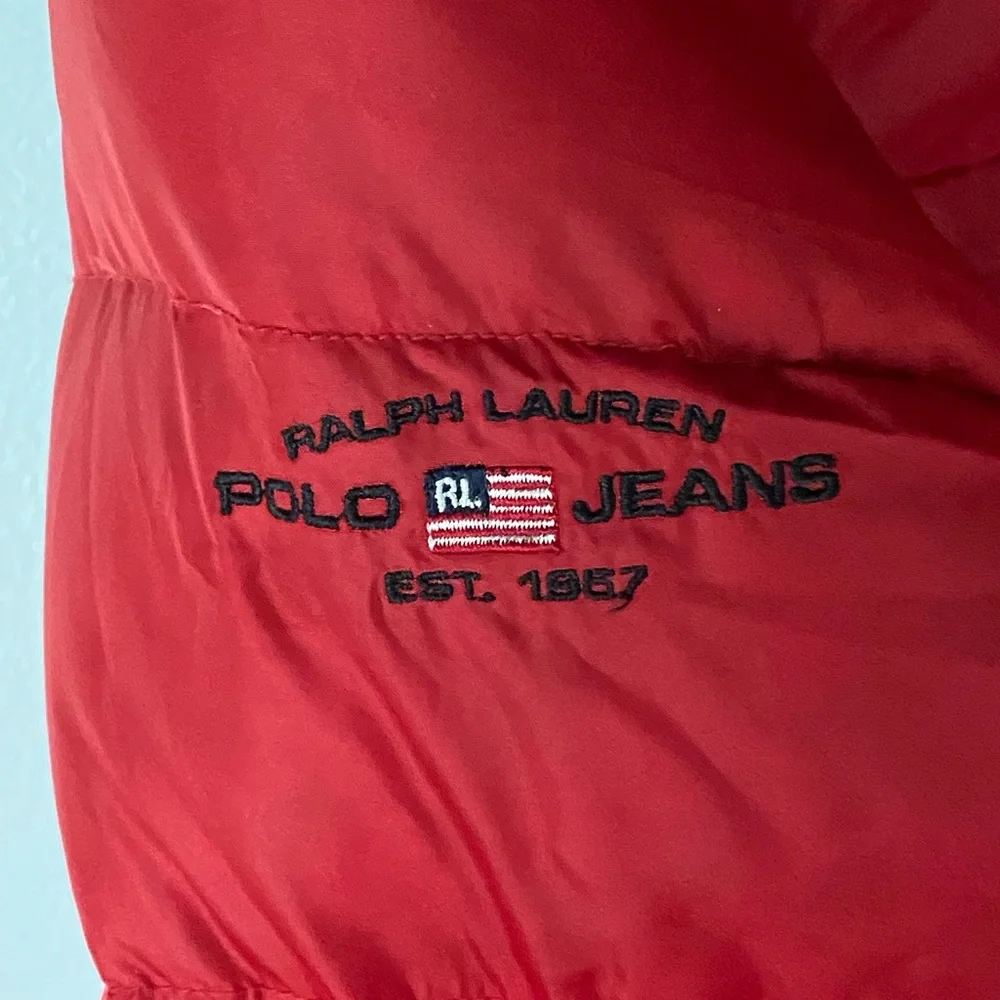 RALPH LAUREN
POLO RL. JEANS
EST. 1967